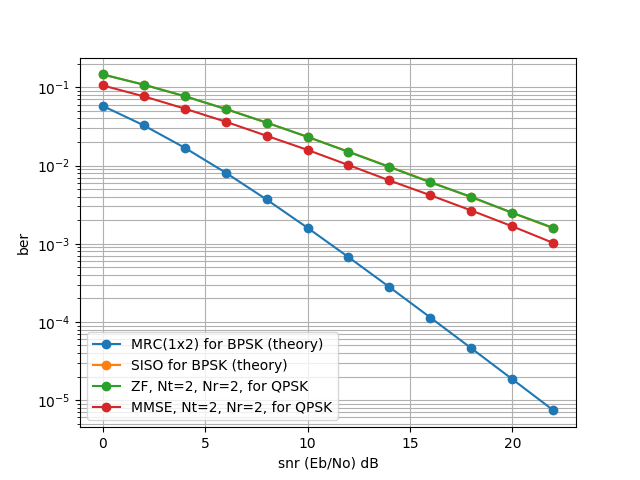 10⁻¹
10⁻²
10⁻³
10⁻⁴
10⁻⁵
ber
MRC(1x2) for BPSK (theory)
SISO for BPSK (theory)
ZF, Nt=2, Nr=2, for QPSK
MMSE, Nt=2, Nr=2, for QPSK
0 5 10 15 20
snr (Eb/No) dB